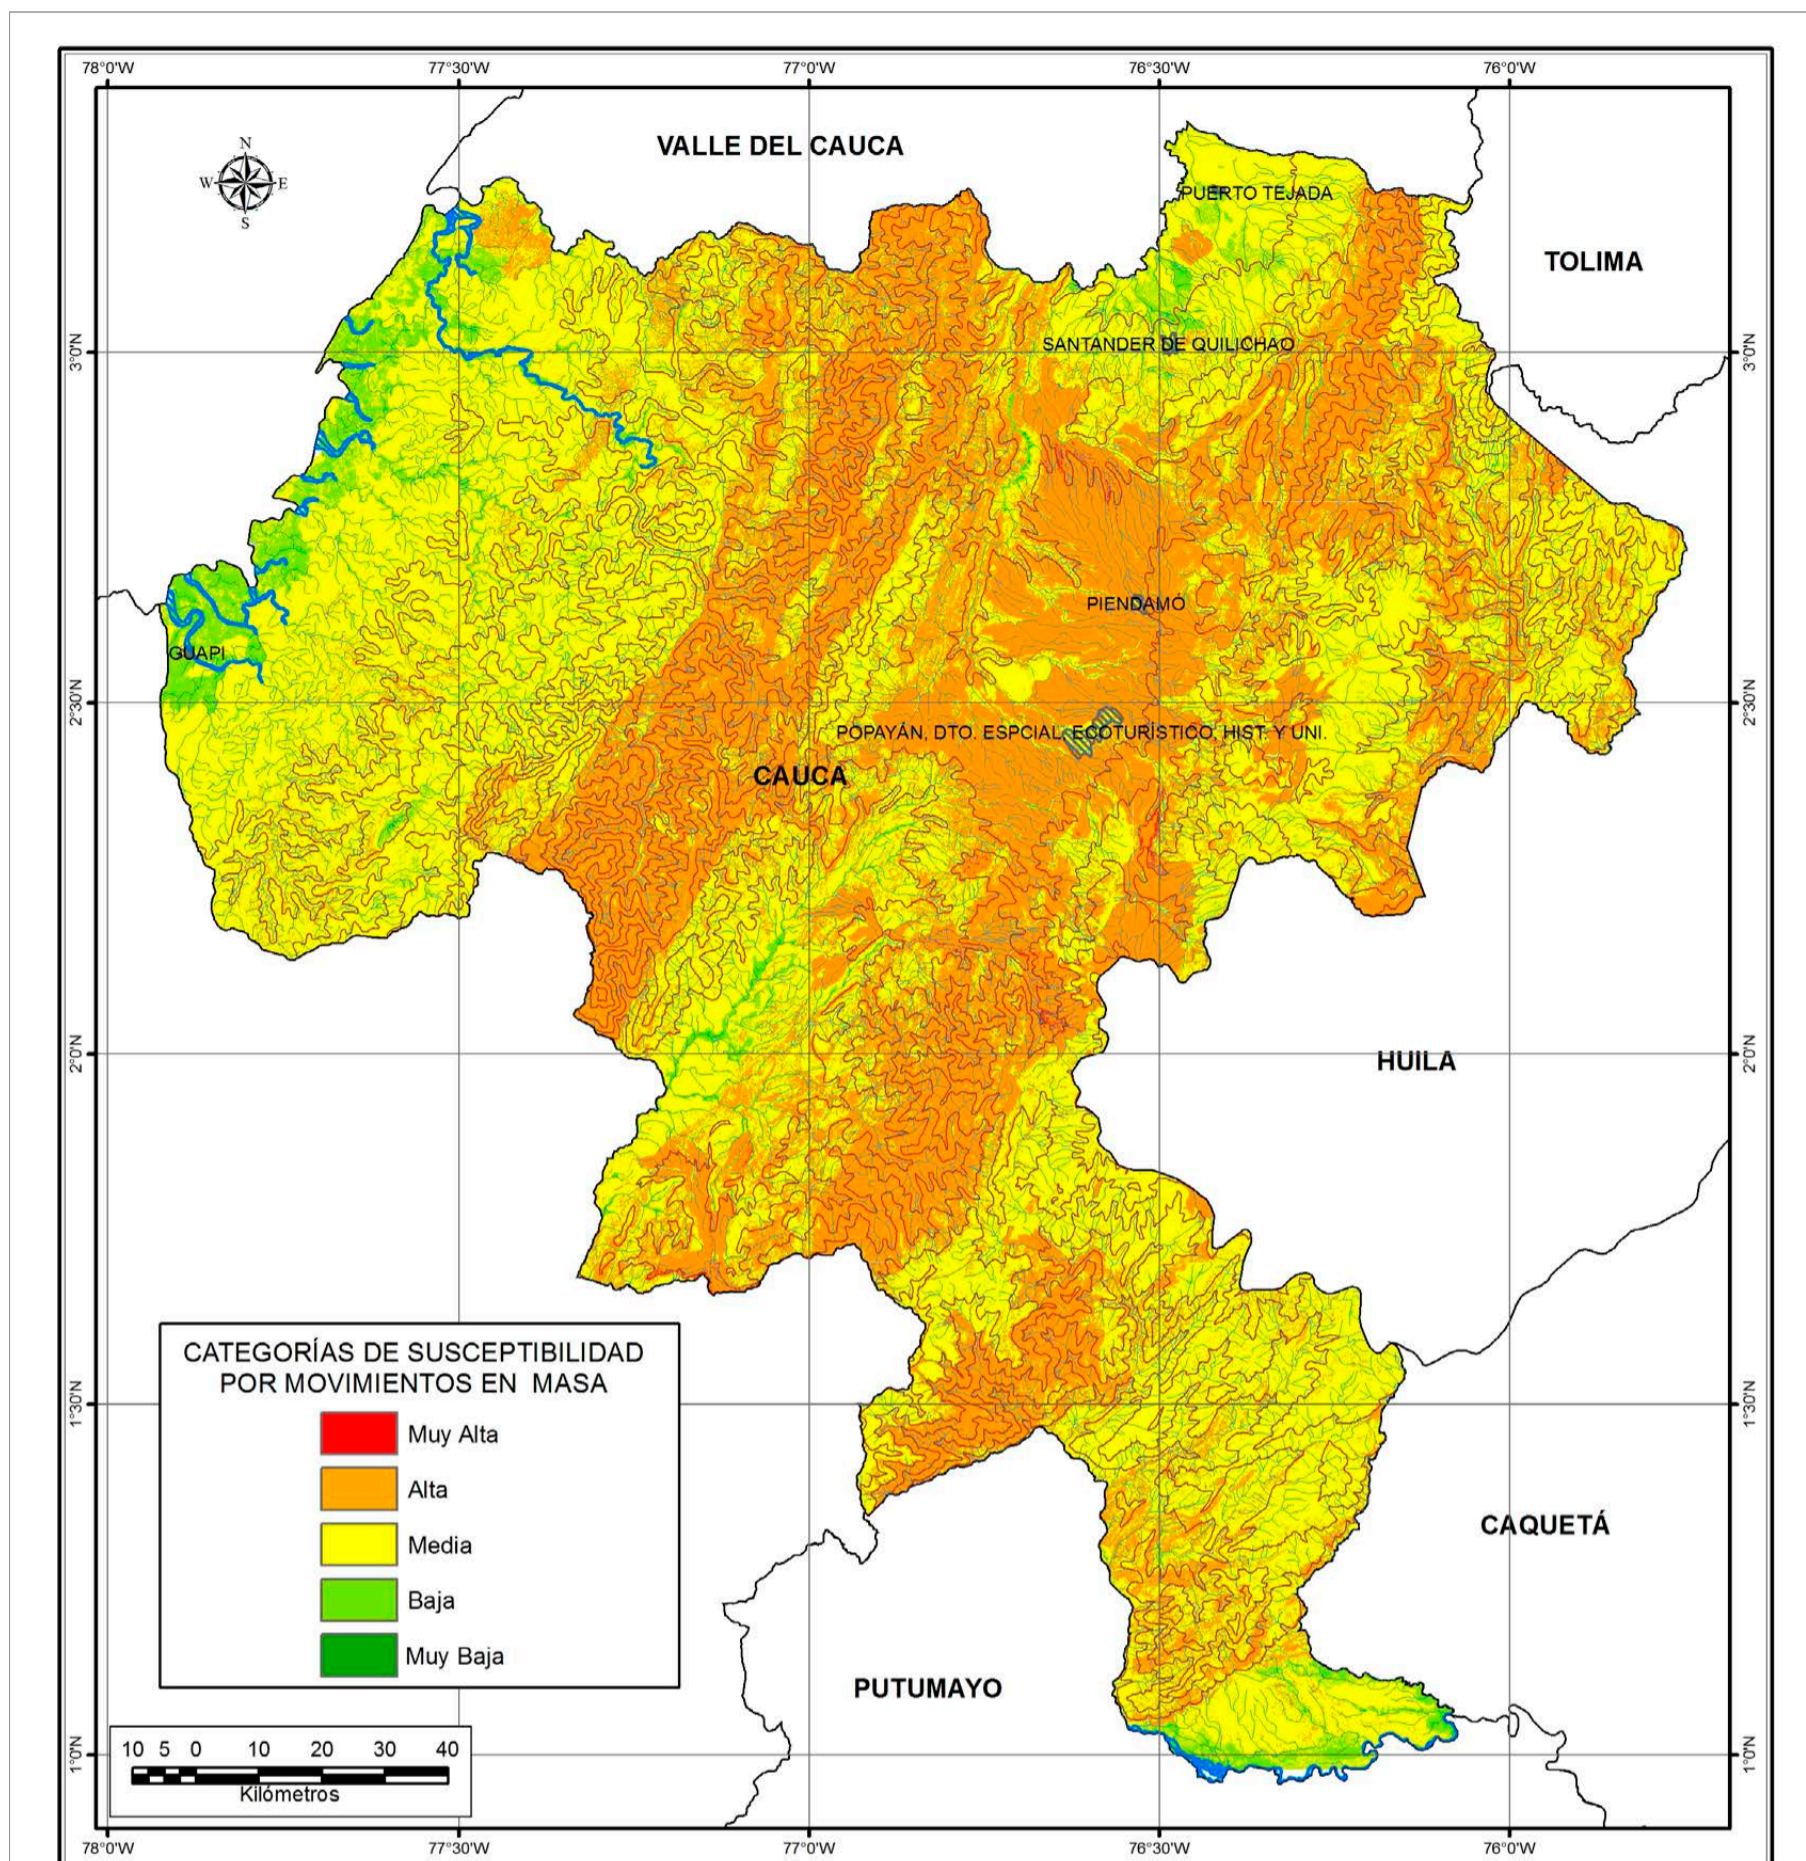 78°0'W 77°30'W 77°0'W 76°30'W 76°0'W
N
W E
S
VALLE DEL CAUCA
PUERTO TEJADA
TOLIMA
SANTANDER DE QUILICHAO
3°0'N 3°0'N
PIENDAMÓ
GUAPI
2°30'N 2°30'N
POPAYÁN, DTO. ESPCIAL, ECOTURÍSTICO, HIST. Y UNI.
CAUCA
2°0'N 2°0'N
HUILA
CATEGORÍAS DE SUSCEPTIBILIDAD
POR MOVIMIENTOS EN MASA
Muy Alta
Alta
Media
Baja
Muy Baja
1°30'N 1°30'N
CAQUETÁ
PUTUMAYO
10 5 0 10 20 30 40
Kilómetros
1°0'N 1°0'N
78°0'W 77°30'W 77°0'W 76°30'W 76°0'W